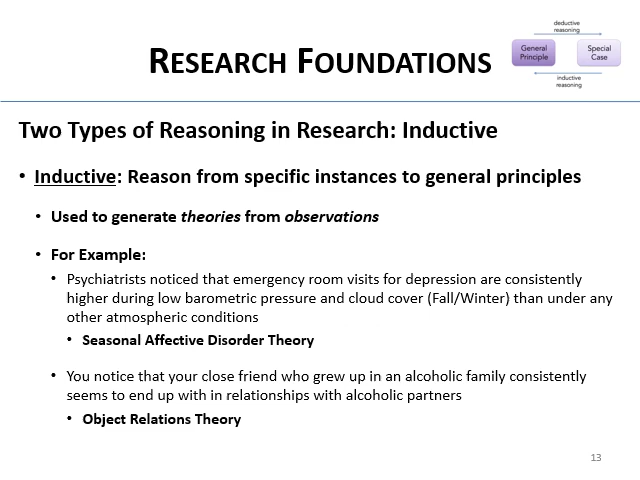 deductive
reasoning
General
Principle
Special
Case
inductive
reasoning
RESEARCH FOUNDATIONS
Two Types of Reasoning in Research: Inductive
• Inductive: Reason from specific instances to general principles
• Used to generate theories from observations
• For Example:
• Psychiatrists noticed that emergency room visits for depression are consistently
higher during low barometric pressure and cloud cover (Fall/Winter) than under any
other atmospheric conditions
• Seasonal Affective Disorder Theory
• You notice that your close friend who grew up in an alcoholic family consistently
seems to end up with in relationships with alcoholic partners
• Object Relations Theory
13